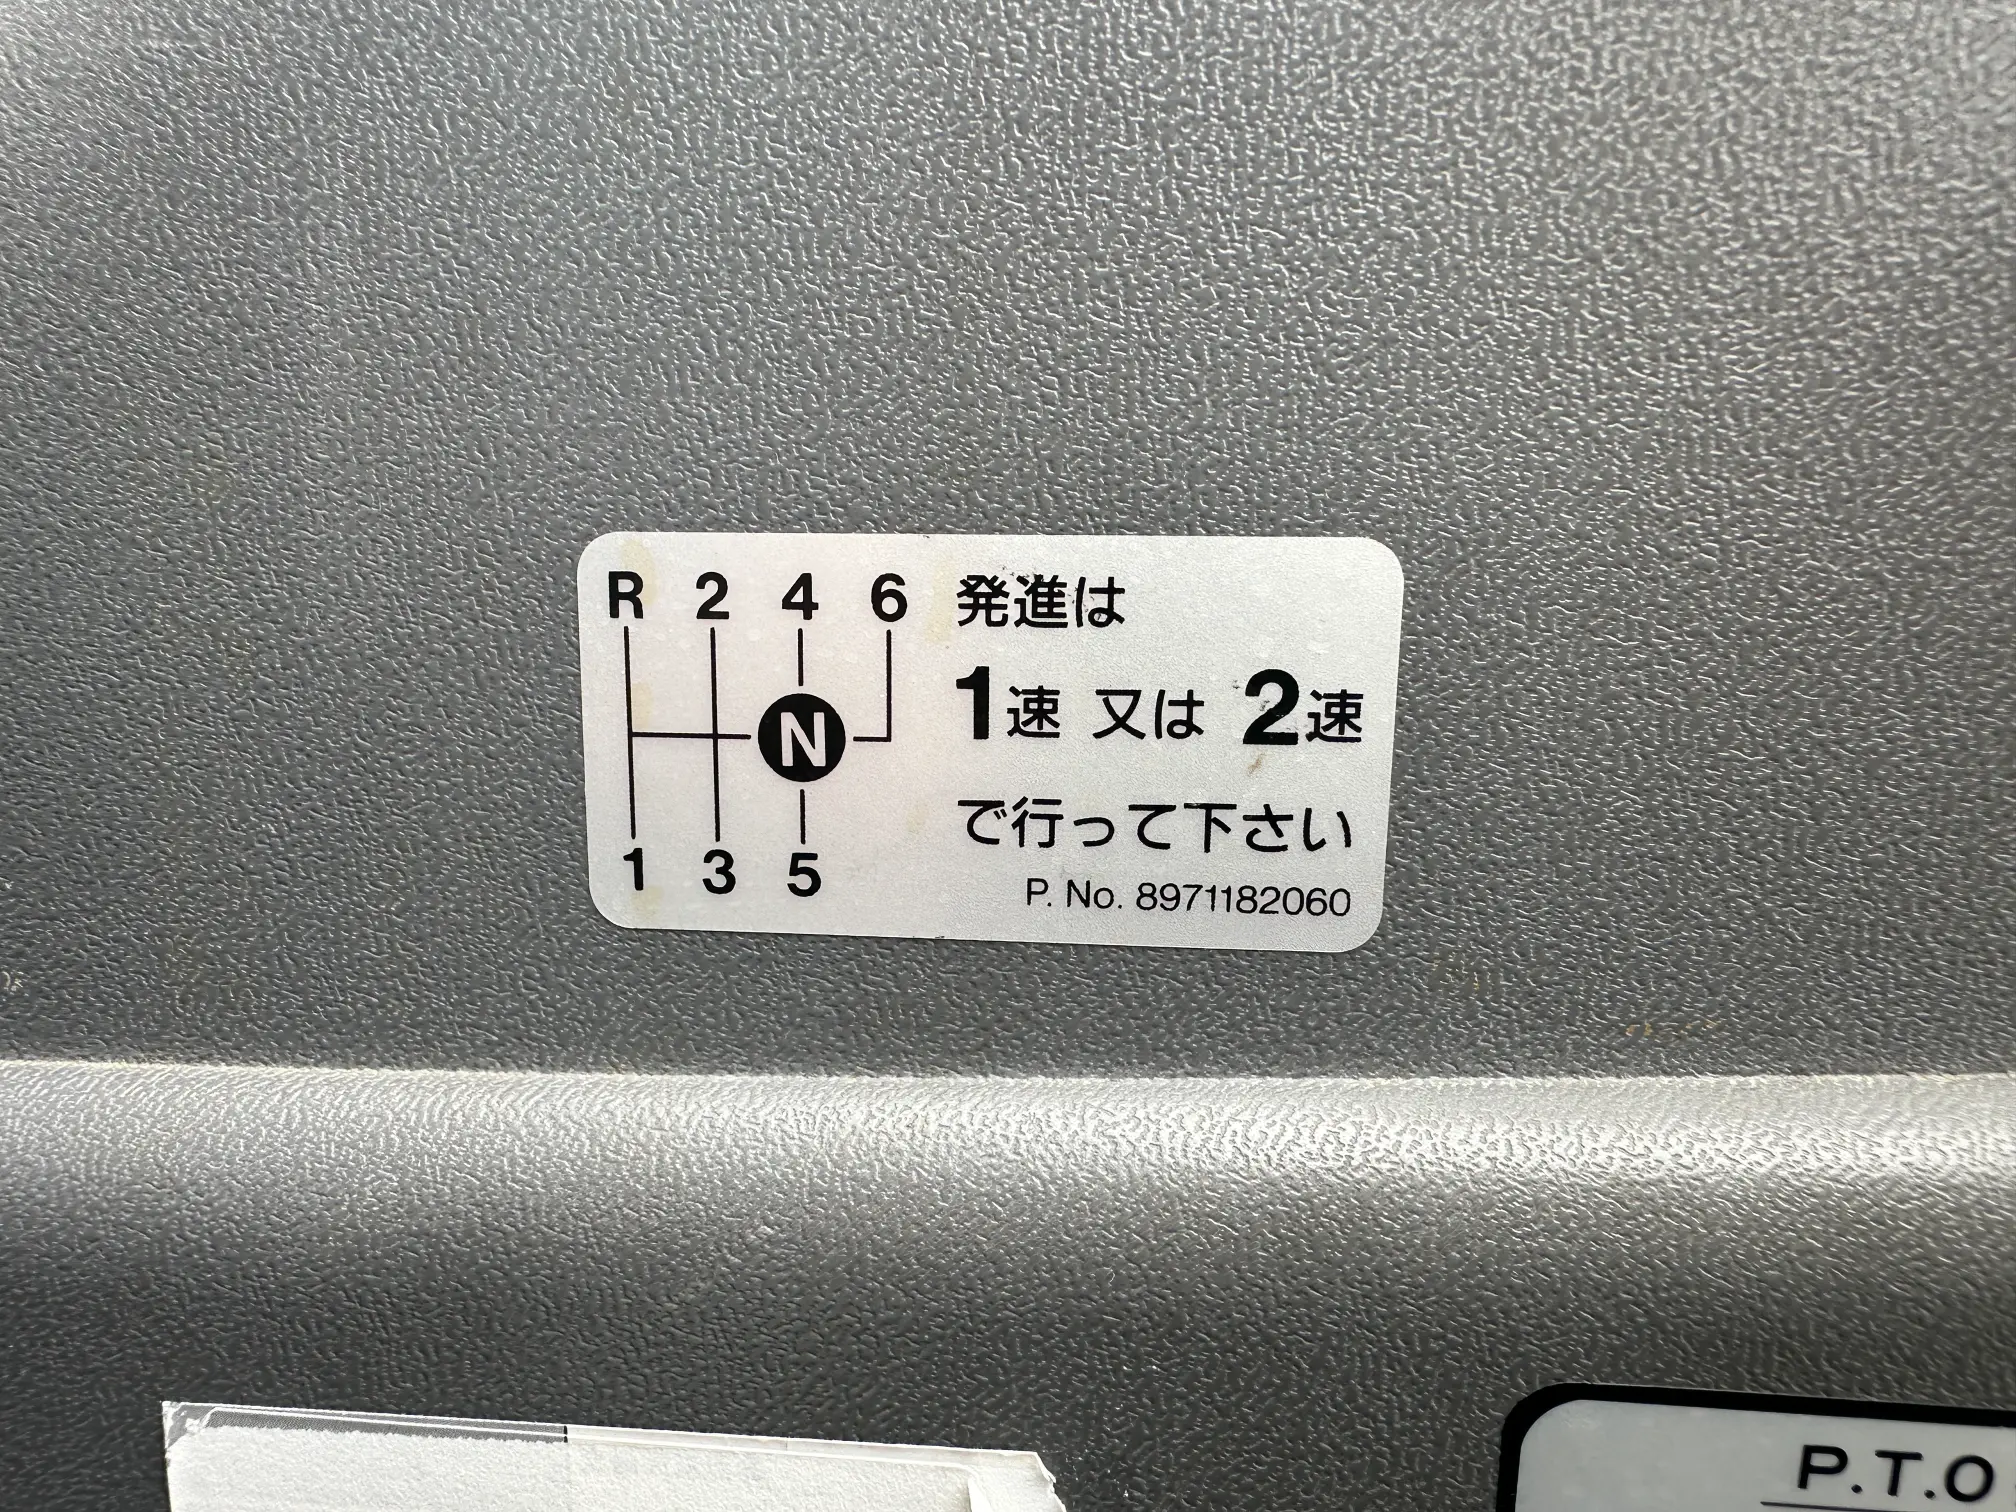 R 2 4 6
N
1 3 5
発進は
1速 又は 2速
で行って下さい
P. No. 8971182060
P.T.O